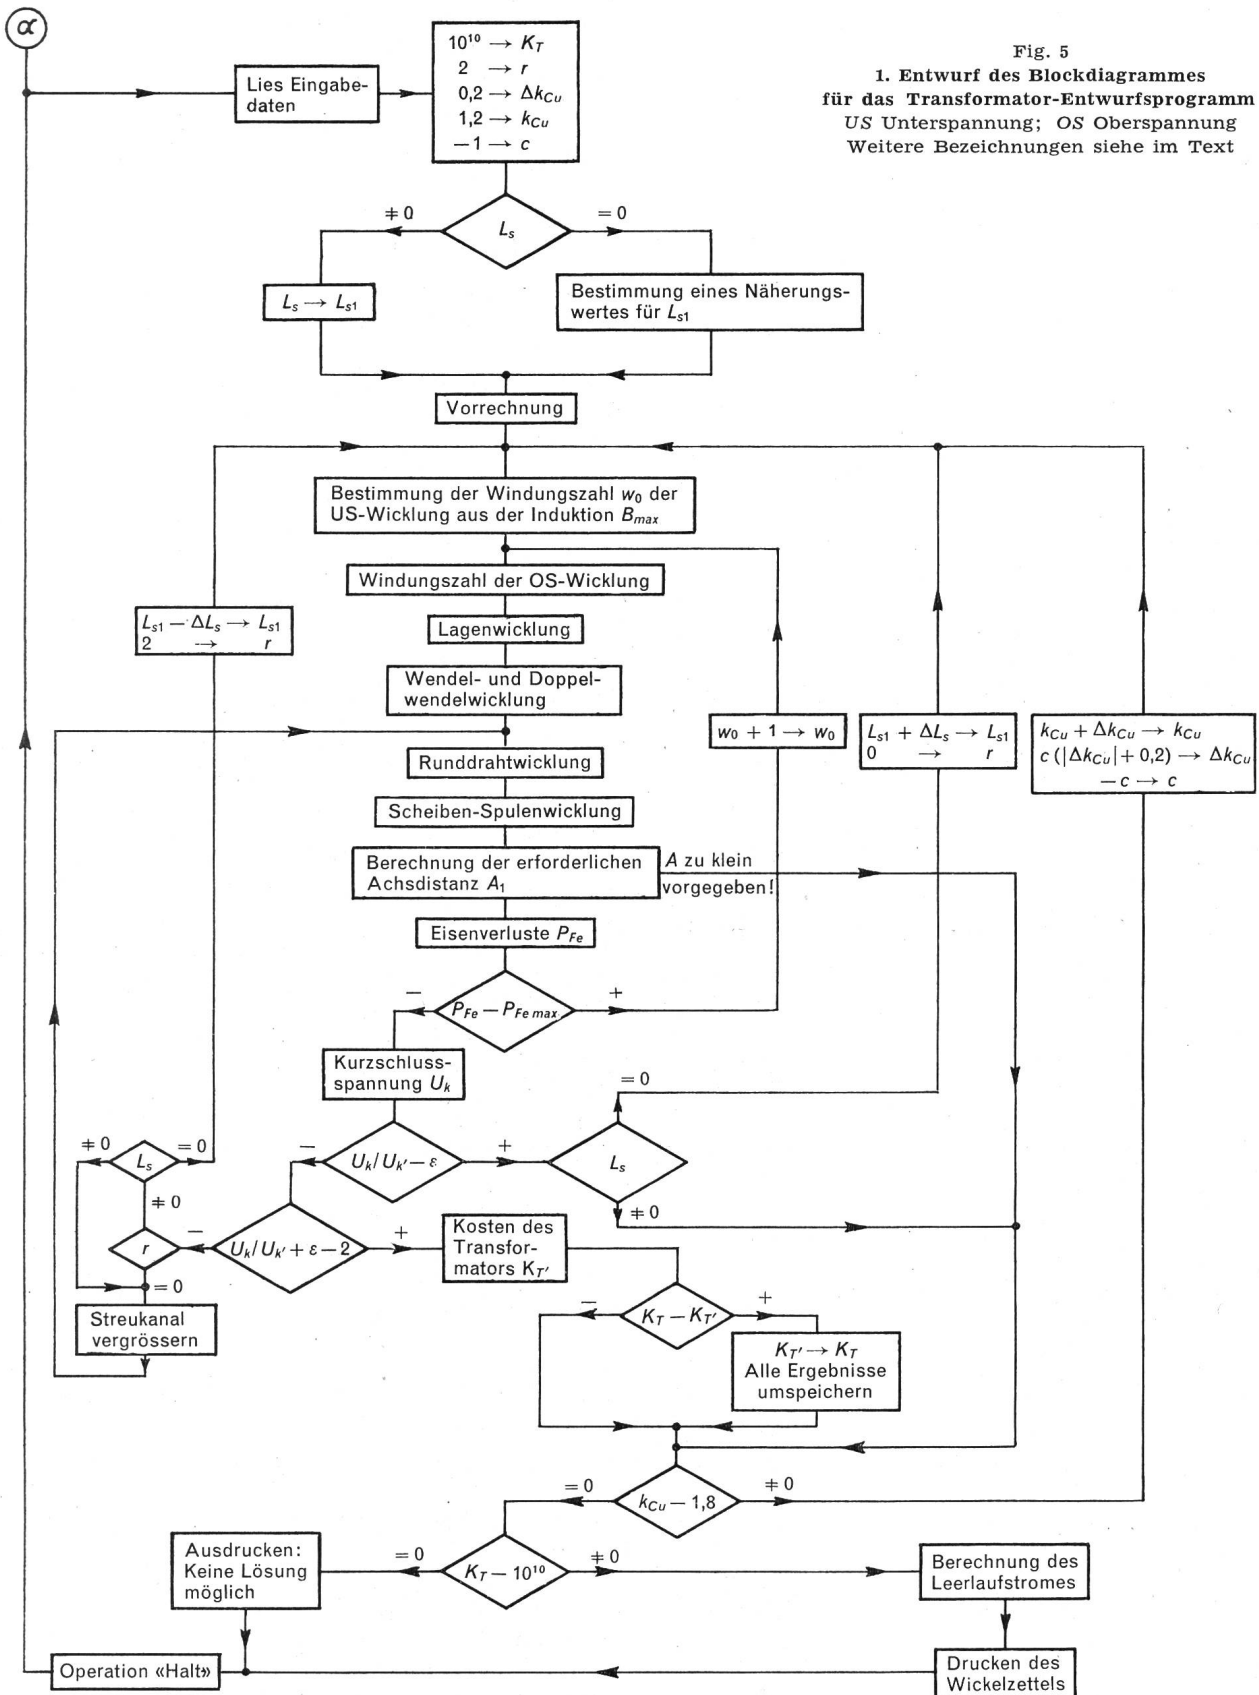 α
Fig. 5
1. Entwurf des Blockdiagrammes
für das Transformator-Entwurfsprogramm
US Unterspannung; OS Oberspannung
Weitere Bezeichnungen siehe im Text
Lies Eingabe-
daten
10¹⁰ → K_T
2 → r
0,2 → Δk_Cu
1,2 → k_Cu
−1 → c
≠ 0
L_s
= 0
L_s → L_s1
Bestimmung eines Näherungs-
wertes für L_s1
Vorrechnung
Bestimmung der Windungszahl w₀ der
US-Wicklung aus der Induktion B_max
Windungszahl der OS-Wicklung
Lagenwicklung
Wendel- und Doppel-
wendelwicklung
Runddrahtwicklung
Scheiben-Spulenwicklung
Berechnung der erforderlichen
Achsdistanz A₁
A zu klein
vorgegeben!
Eisenverluste P_Fe
−
P_Fe − P_Fe max
+
L_s1 − ΔL_s → L_s1
2 → r
w₀ + 1 → w₀
L_s1 + ΔL_s → L_s1
0 → r
k_Cu + Δk_Cu → k_Cu
c (|Δk_Cu| + 0,2) → Δk_Cu
−c → c
Kurzschluss-
spannung U_k
= 0
≠ 0
L_s
= 0
−
U_k/U_k′ − ε
+
L_s
≠ 0
≠ 0
r
−
U_k/U_k′ + ε − 2
+
Kosten des
Transfor-
mators K_T′
= 0
Streukanal
vergrössern
−
K_T − K_T′
+
K_T′ → K_T
Alle Ergebnisse
umspeichern
= 0
k_Cu − 1,8
≠ 0
Ausdrucken:
Keine Lösung
möglich
= 0
K_T − 10¹⁰
≠ 0
Berechnung des
Leerlaufstromes
Operation «Halt»
Drucken des
Wickelzettels